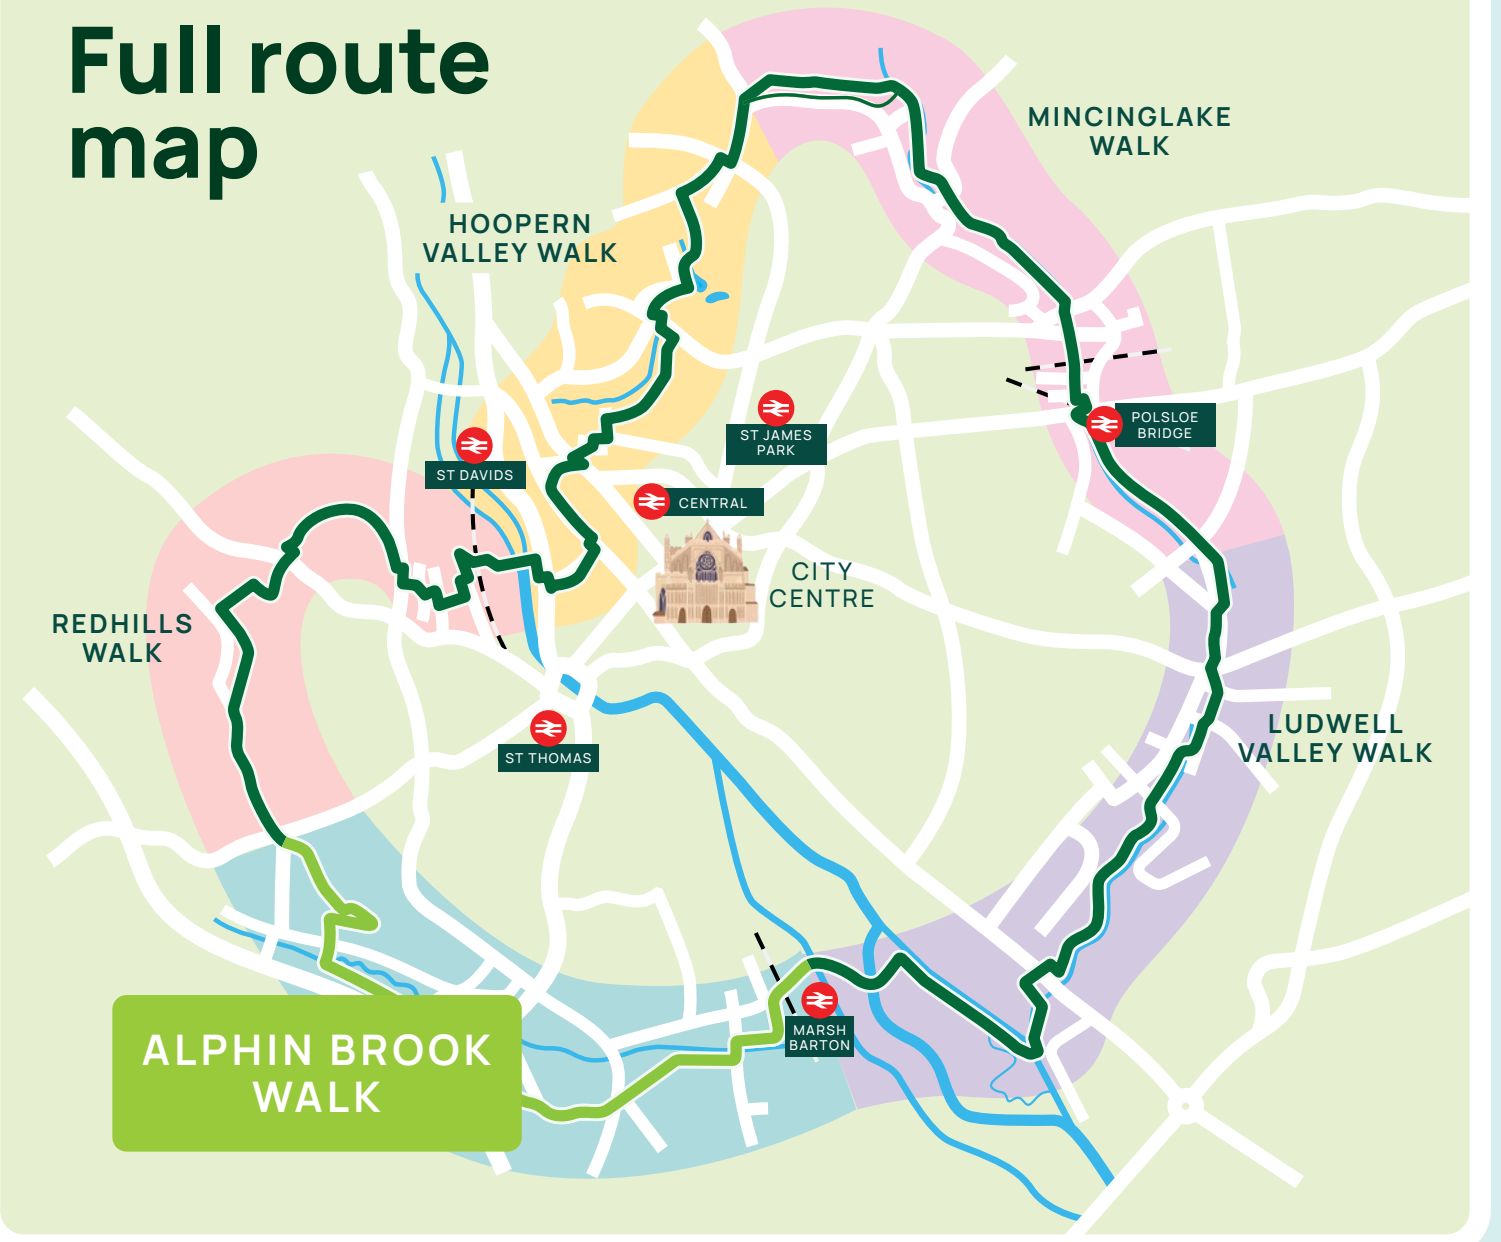 Full route
map
MINCINGLAKE
WALK
HOOPERN
VALLEY WALK
POLSLOE
BRIDGE
ST JAMES
PARK
ST DAVIDS
CENTRAL
CITY
CENTRE
REDHILLS
WALK
LUDWELL
VALLEY WALK
ST THOMAS
MARSH
BARTON
ALPHIN BROOK
WALK